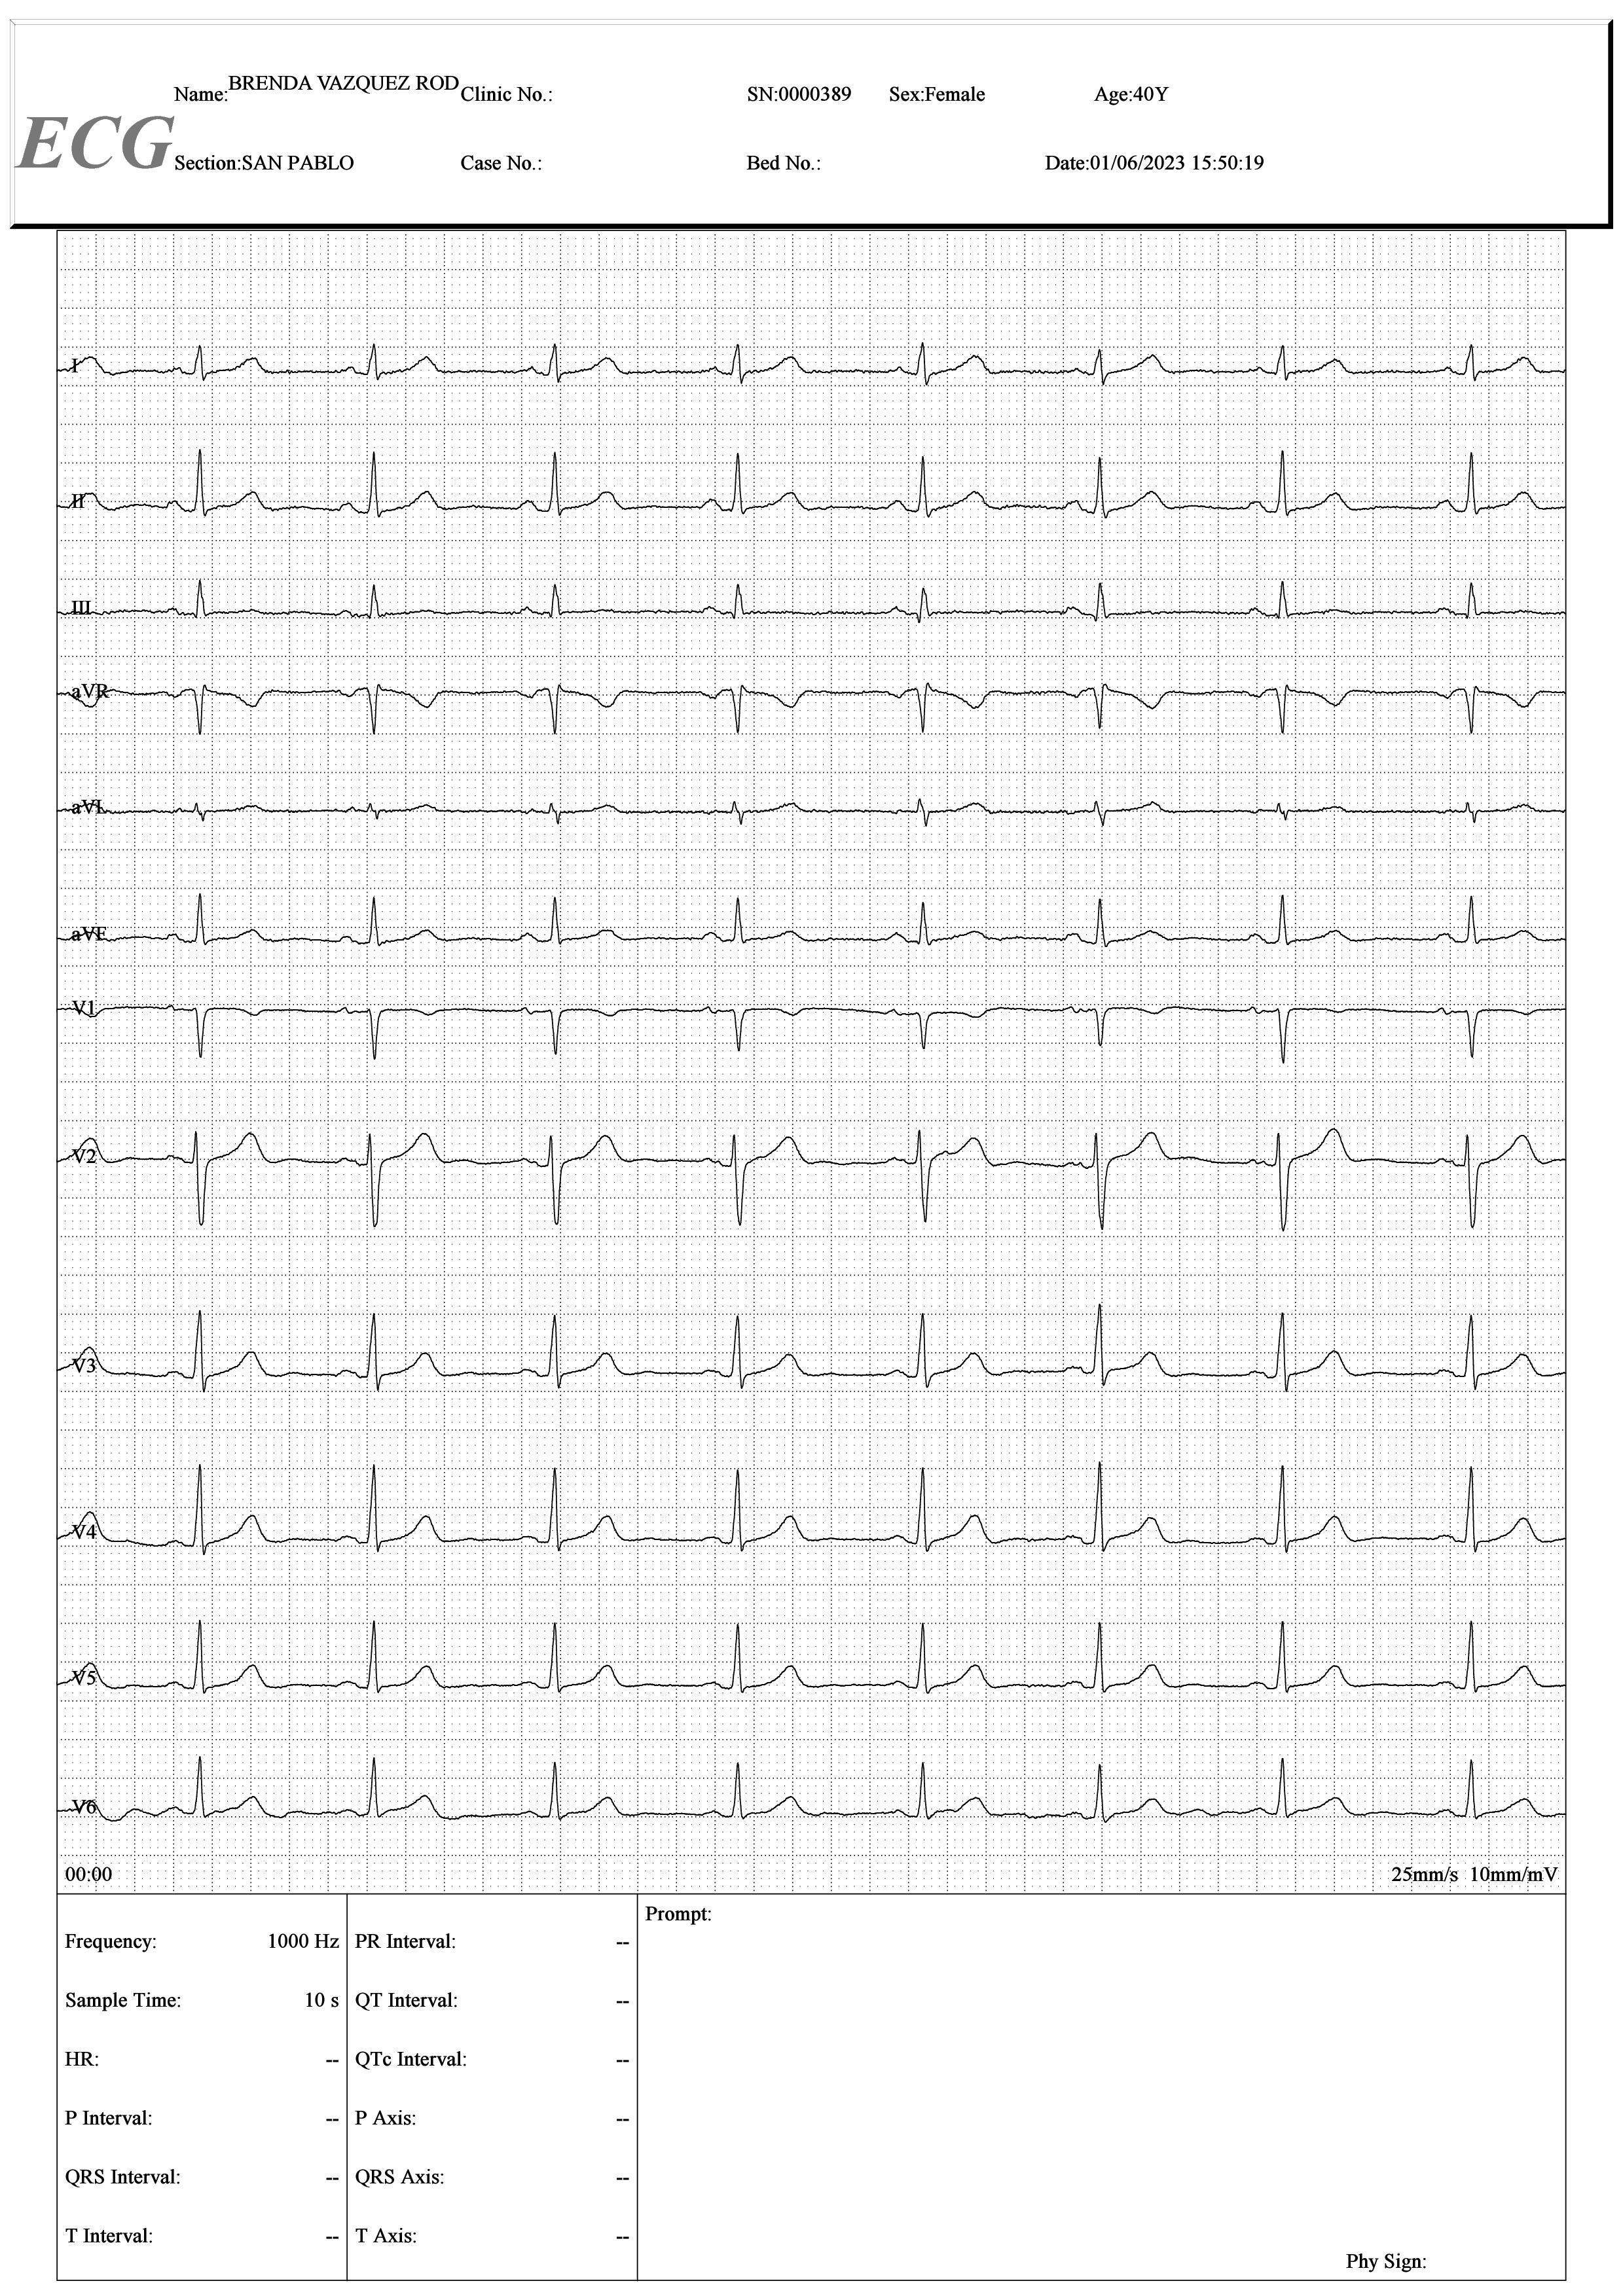 ECG
Name: BRENDA VAZQUEZ ROD Clinic No.: SN:0000389 Sex:Female Age:40Y
Section:SAN PABLO Case No.: Bed No.: Date:01/06/2023 15:50:19
I
II
III
aVR
aVL
aVF
V1
V2
V3
V4
V5
V6
00:00 25mm/s 10mm/mV
Frequency: 1000 Hz PR Interval: -- Prompt:
Sample Time: 10 s QT Interval: --
HR: -- QTc Interval: --
P Interval: -- P Axis: --
QRS Interval: -- QRS Axis: --
T Interval: -- T Axis: --
Phy Sign: